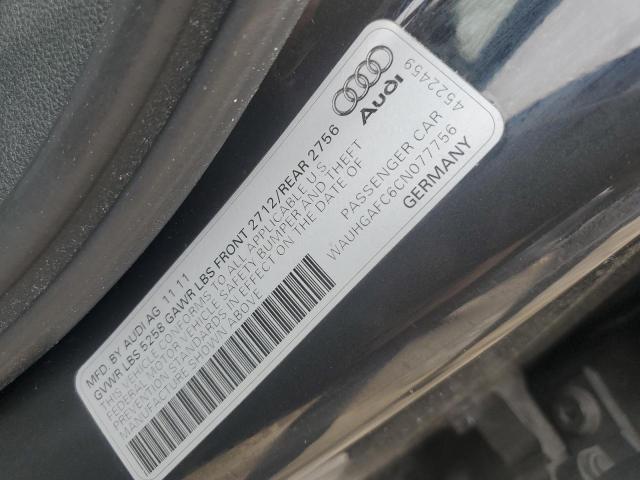 MFD. BY AUDI AG 11.11
GVWR LBS 5258 GAWR LBS FRONT 2712/REAR 2756
THIS VEHICLE CONFORMS TO ALL APPLICABLE U.S.
FEDERAL MOTOR VEHICLE SAFETY BUMPER AND THEFT
PREVENTION STANDARDS IN EFFECT ON THE DATE OF
MANUFACTURE SHOWN ABOVE
Audi
4522459
PASSENGER CAR
WAUHGAFC6CN077756
GERMANY